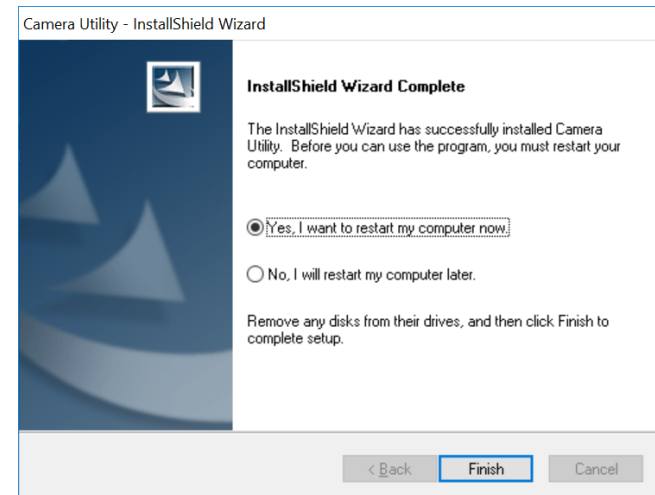 Camera Utility - InstallShield Wizard
InstallShield Wizard Complete
The InstallShield Wizard has successfully installed Camera
Utility. Before you can use the program, you must restart your
computer.
Yes, I want to restart my computer now.
No, I will restart my computer later.
Remove any disks from their drives, and then click Finish to
complete setup.
< Back Finish Cancel